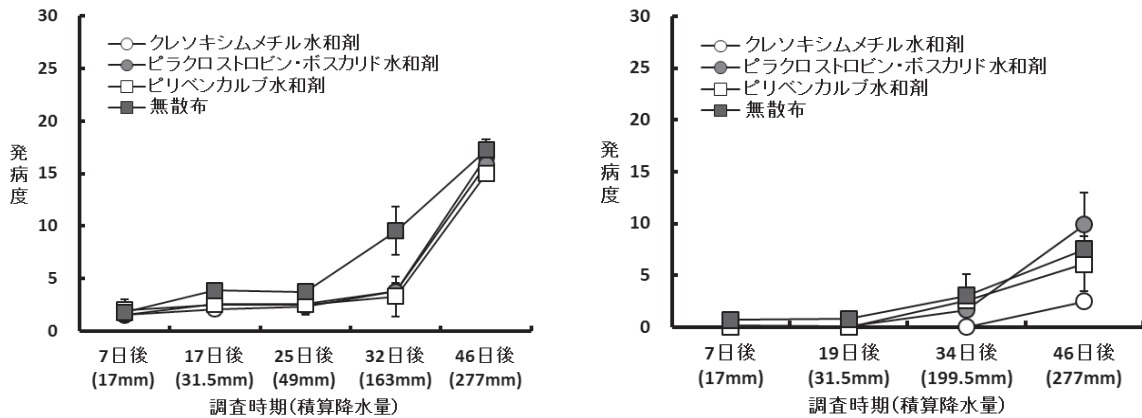 30
25
20
15
10
5
0
発病度
クレソキシムメチル水和剤
ピラクロストロビン・ボスカリド水和剤
ピリベンカルブ水和剤
無散布
7日後 17日後 25日後 32日後 46日後
(17mm) (31.5mm) (49mm) (163mm) (277mm)
調査時期(積算降水量)
30
25
20
15
10
5
0
発病度
クレソキシムメチル水和剤
ピラクロストロビン・ボスカリド水和剤
ピリベンカルブ水和剤
無散布
7日後 19日後 34日後 46日後
(17mm) (31.5mm) (199.5mm) (277mm)
調査時期(積算降水量)